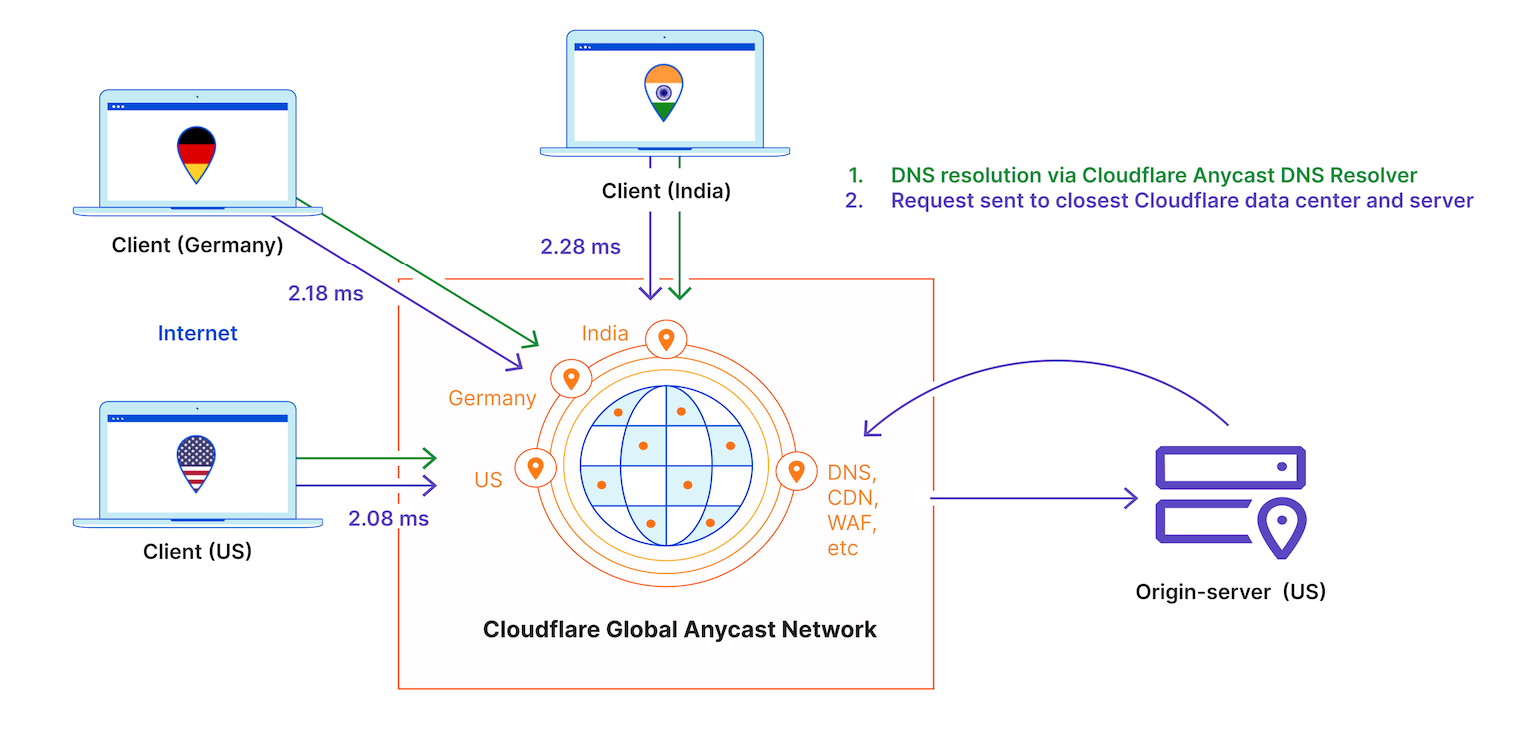 Client (India)
1. DNS resolution via Cloudflare Anycast DNS Resolver
2. Request sent to closest Cloudflare data center and server
Client (Germany)
2.28 ms
2.18 ms
Internet
India
Germany
US
DNS,
CDN,
WAF,
etc
2.08 ms
Client (US)
Origin-server (US)
Cloudflare Global Anycast Network